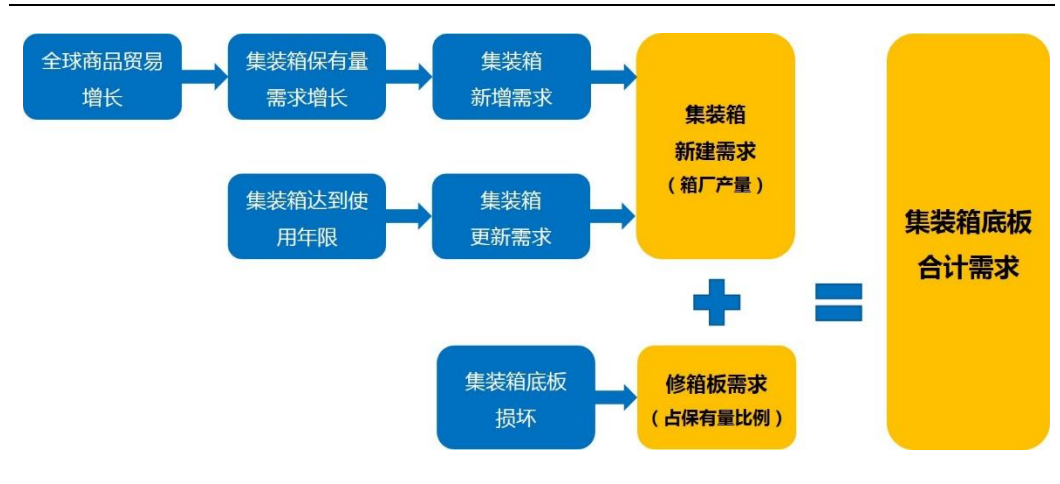 全球商品贸易
增长
集装箱保有量
需求增长
集装箱
新增需求
集装箱达到使
用年限
集装箱
更新需求
集装箱
新建需求
（箱厂产量）
集装箱底板
损坏
修箱板需求
（占保有量比例）
集装箱底板
合计需求